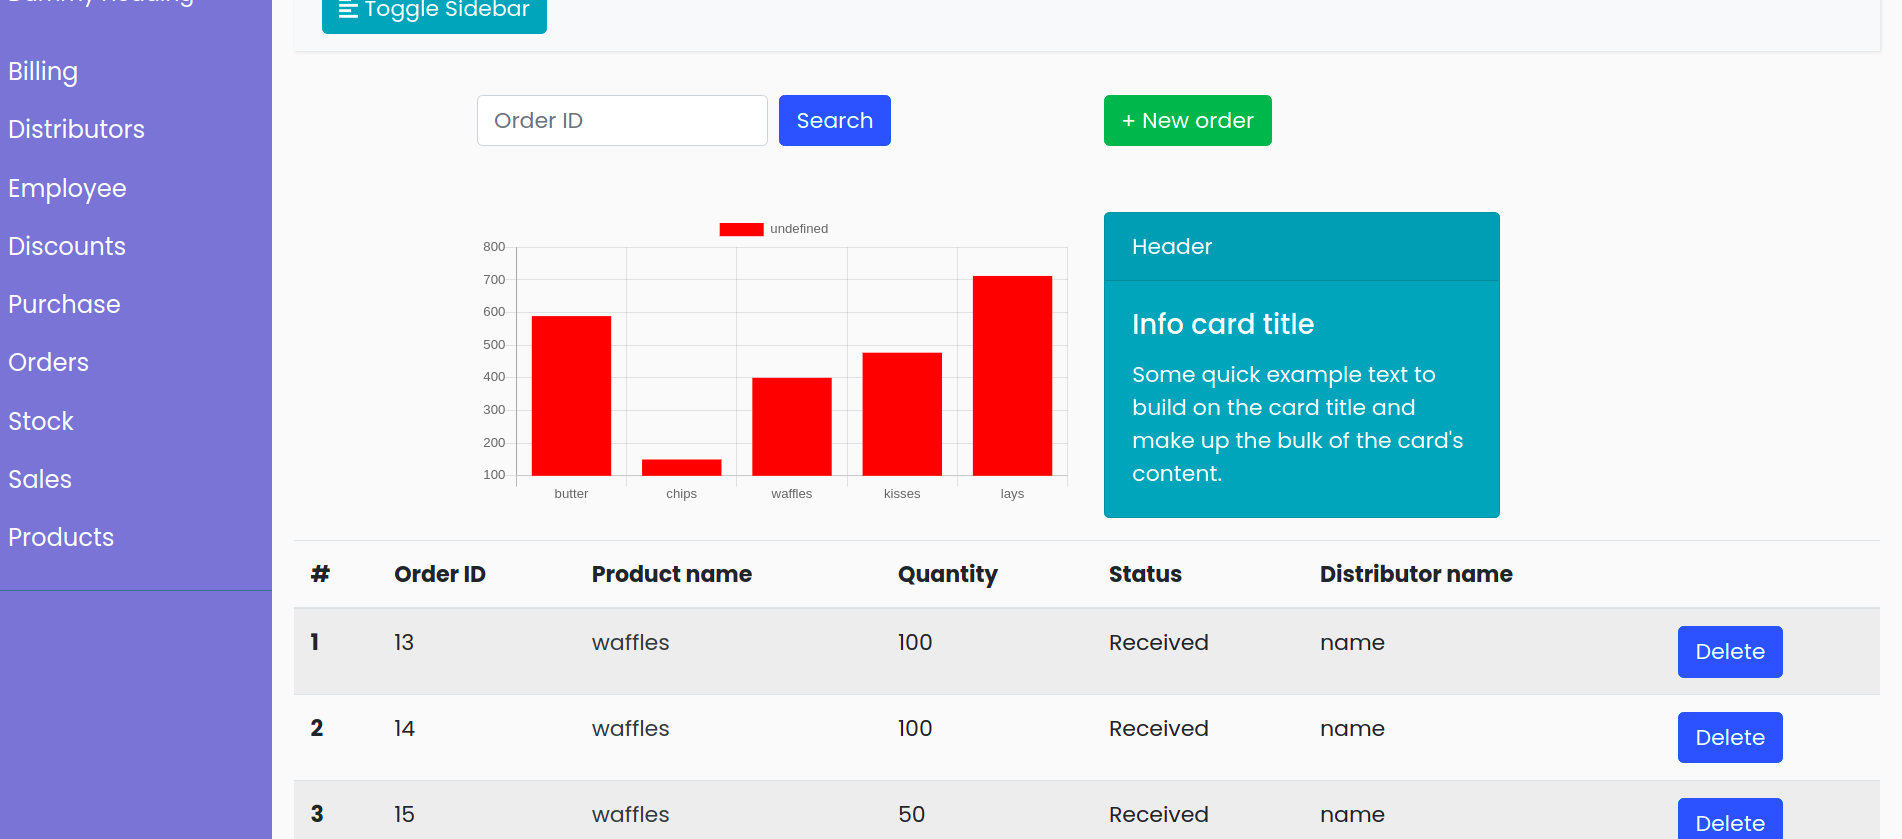 Dummy Heading
Toggle Sidebar
Billing
Distributors
Employee
Discounts
Purchase
Orders
Stock
Sales
Products
Order ID Search + New order
undefined
800
700
600
500
400
300
200
100
butter chips waffles kisses lays
Header
Info card title
Some quick example text to
build on the card title and
make up the bulk of the card's
content.
# Order ID Product name Quantity Status Distributor name
1 13 waffles 100 Received name Delete
2 14 waffles 100 Received name Delete
3 15 waffles 50 Received name Delete